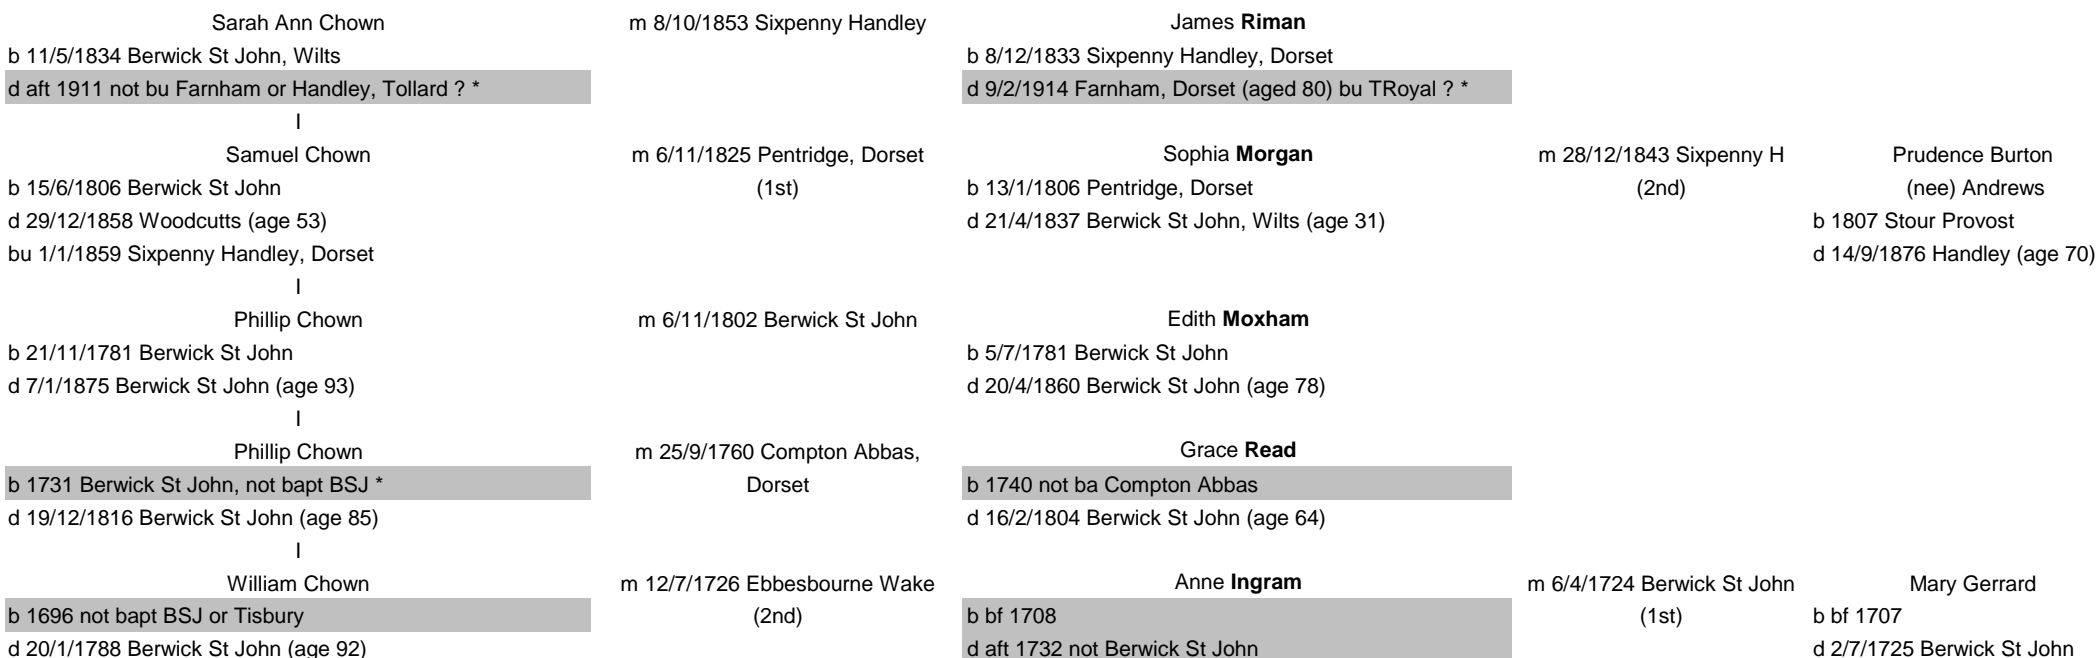 Sarah Ann Chown m 8/10/1853 Sixpenny Handley James Riman
b 11/5/1834 Berwick St John, Wilts b 8/12/1833 Sixpenny Handley, Dorset
d aft 1911 not bu Farnham or Handley, Tollard ? * d 9/2/1914 Farnham, Dorset (aged 80) bu TRoyal ? *
I
Samuel Chown m 6/11/1825 Pentridge, Dorset Sophia Morgan m 28/12/1843 Sixpenny H Prudence Burton
b 15/6/1806 Berwick St John (1st) b 13/1/1806 Pentridge, Dorset (2nd) (nee) Andrews
d 29/12/1858 Woodcutts (age 53) d 21/4/1837 Berwick St John, Wilts (age 31) b 1807 Stour Provost
bu 1/1/1859 Sixpenny Handley, Dorset d 14/9/1876 Handley (age 70)
I
Phillip Chown m 6/11/1802 Berwick St John Edith Moxham
b 21/11/1781 Berwick St John b 5/7/1781 Berwick St John
d 7/1/1875 Berwick St John (age 93) d 20/4/1860 Berwick St John (age 78)
I
Phillip Chown m 25/9/1760 Compton Abbas, Grace Read
b 1731 Berwick St John, not bapt BSJ * Dorset b 1740 not ba Compton Abbas
d 19/12/1816 Berwick St John (age 85) d 16/2/1804 Berwick St John (age 64)
I
William Chown m 12/7/1726 Ebbesbourne Wake Anne Ingram m 6/4/1724 Berwick St John Mary Gerrard
b 1696 not bapt BSJ or Tisbury (2nd) b bf 1708 (1st) b bf 1707
d 20/1/1788 Berwick St John (age 92) d aft 1732 not Berwick St John d 2/7/1725 Berwick St John